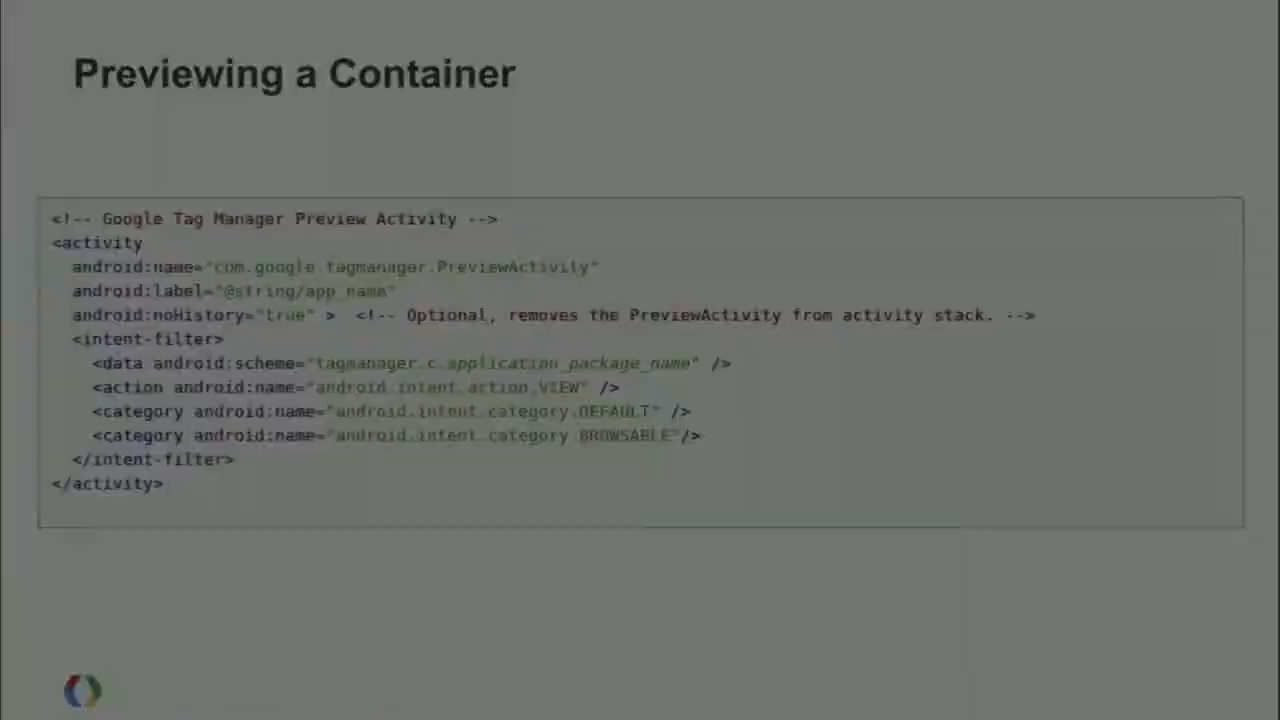 Previewing a Container
<!-- Google Tag Manager Preview Activity -->
<activity
android:name="com.google.tagmanager.PreviewActivity"
android:label="@string/app_name"
android:noHistory="true" > <!-- Optional, removes the PreviewActivity from activity stack. -->
<intent-filter>
<data android:scheme="tagmanager.c.application_package_name" />
<action android:name="android.intent.action.VIEW" />
<category android:name="android.intent.category.DEFAULT" />
<category android:name="android.intent.category.BROWSABLE"/>
</intent-filter>
</activity>